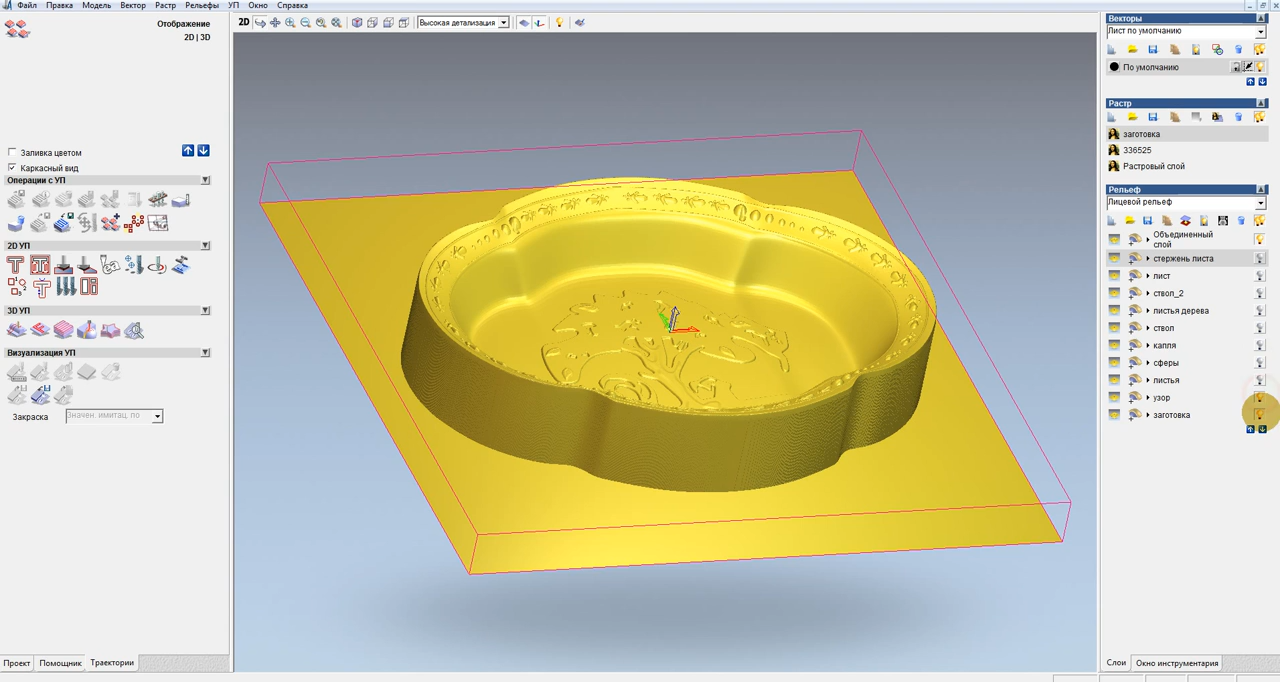 Файл Правка Модель Вектор Растр Рельефы УП Окно Справка
Отображение
2D | 3D
Заливка цветом
Каркасный вид
Операции с УП
2D УП
3D УП
Визуализация УП
Закраска Значен. имитац. по
Проект Помощник Траектории
2D Высокая детализация
Векторы
Лист по умолчанию
По умолчанию
Растр
заготовка
336525
Растровый слой
Рельеф
Лицевой рельеф
Объединенный
слой
стержень листа
лист
ствол_2
листья дерева
ствол
капля
сферы
листья
узор
заготовка
Слои Окно инструментария